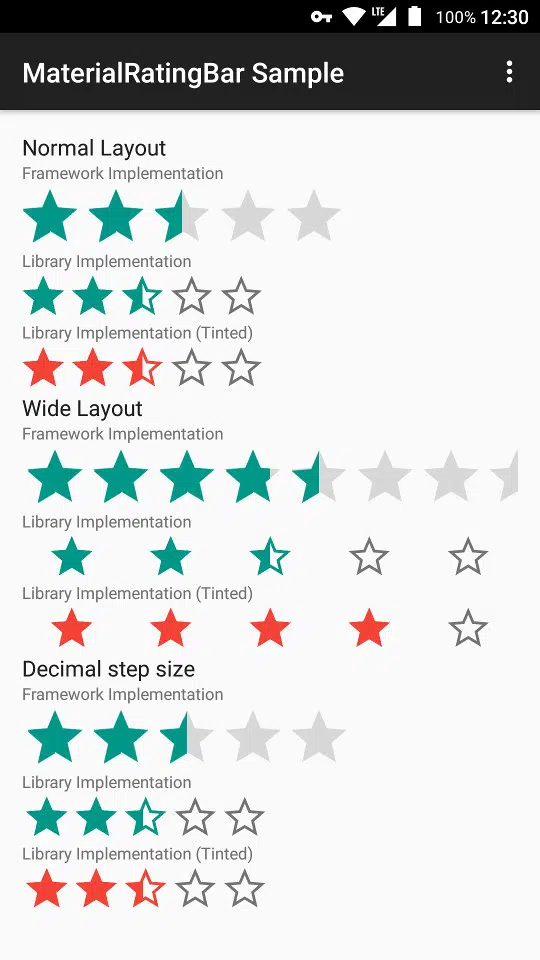 LTE 100% 12:30
MaterialRatingBar Sample
Normal Layout
Framework Implementation
Library Implementation
Library Implementation (Tinted)
Wide Layout
Framework Implementation
Library Implementation
Library Implementation (Tinted)
Decimal step size
Framework Implementation
Library Implementation
Library Implementation (Tinted)